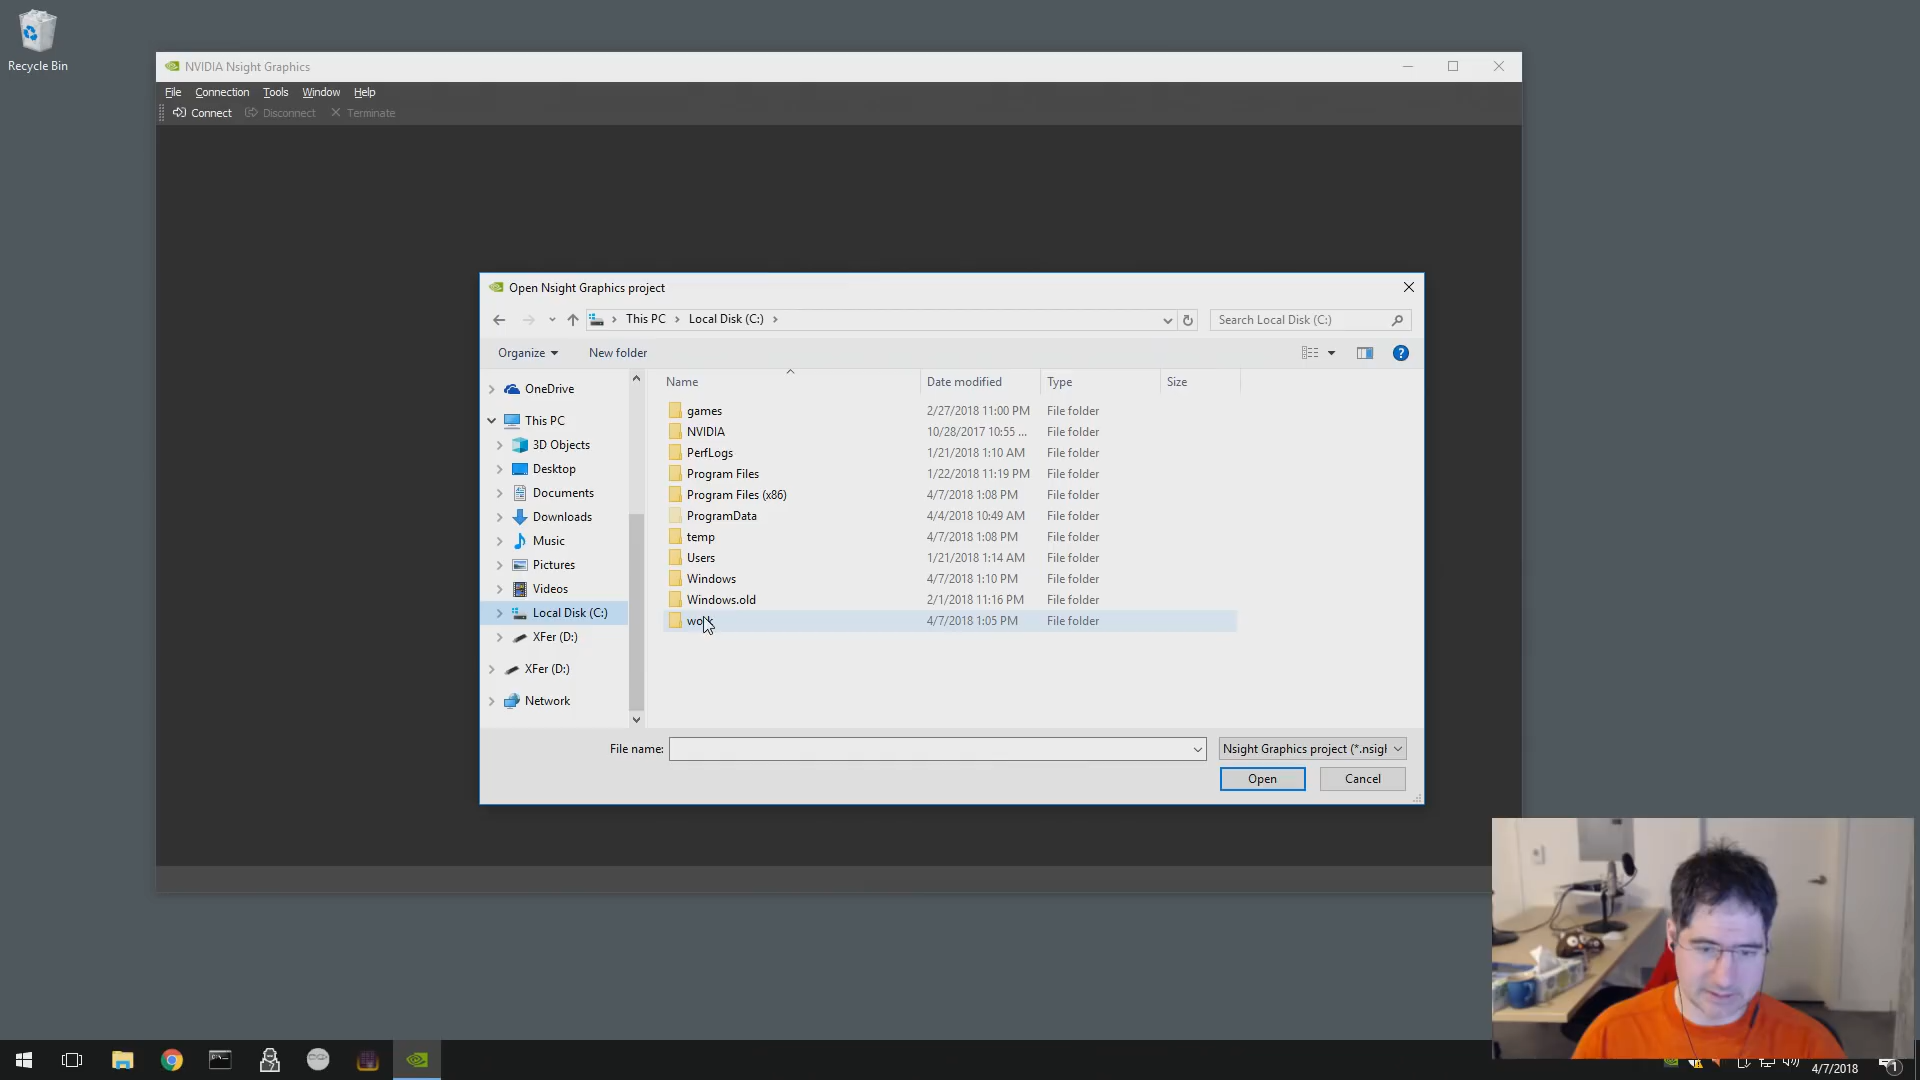 Recycle Bin
NVIDIA Nsight Graphics
File Connection Tools Window Help
Connect Disconnect Terminate
Open Nsight Graphics project
This PC Local Disk (C:)
Search Local Disk (C:)
Organize New folder
Name Date modified Type Size
OneDrive
This PC
3D Objects
Desktop
Documents
Downloads
Music
Pictures
Videos
Local Disk (C:)
XFer (D:)
XFer (D:)
Network
games 2/27/2018 11:00 PM File folder
NVIDIA 10/28/2017 10:55 ... File folder
PerfLogs 1/21/2018 1:10 AM File folder
Program Files 1/22/2018 11:19 PM File folder
Program Files (x86) 4/7/2018 1:08 PM File folder
ProgramData 4/4/2018 10:49 AM File folder
temp 4/7/2018 1:08 PM File folder
Users 1/21/2018 1:14 AM File folder
Windows 4/7/2018 1:10 PM File folder
Windows.old 2/1/2018 11:16 PM File folder
work 4/7/2018 1:05 PM File folder
File name: Nsight Graphics project (*.nsigh
Open Cancel
4/7/2018
1